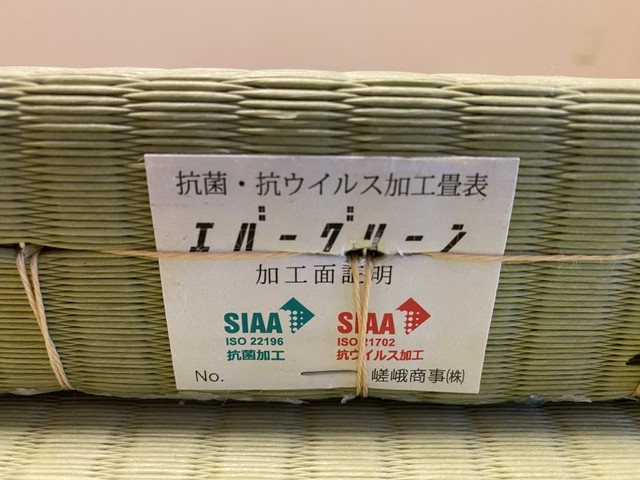 抗菌・抗ウイルス加工畳表
エバーグリーン
加工面証明
SIAA
ISO 22196
抗菌加工
SIAA
ISO 21702
抗ウイルス加工
No.
嵯峨商事㈱